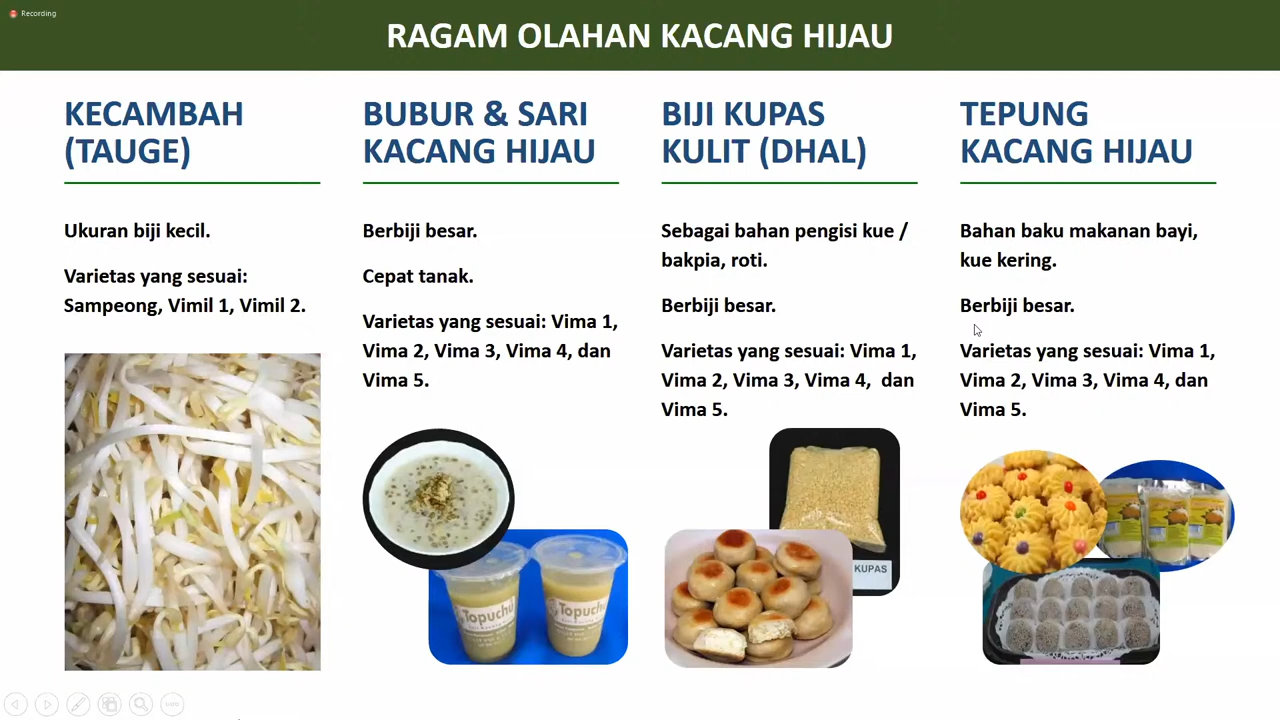 Recording
RAGAM OLAHAN KACANG HIJAU
KECAMBAH
(TAUGE)
Ukuran biji kecil.
Varietas yang sesuai:
Sampeong, Vimil 1, Vimil 2.
BUBUR & SARI
KACANG HIJAU
Berbiji besar.
Cepat tanak.
Varietas yang sesuai: Vima 1,
Vima 2, Vima 3, Vima 4, dan
Vima 5.
Topuchu
Topuchu
BIJI KUPAS
KULIT (DHAL)
Sebagai bahan pengisi kue /
bakpia, roti.
Berbiji besar.
Varietas yang sesuai: Vima 1,
Vima 2, Vima 3, Vima 4, dan
Vima 5.
KUPAS
TEPUNG
KACANG HIJAU
Bahan baku makanan bayi,
kue kering.
Berbiji besar.
Varietas yang sesuai: Vima 1,
Vima 2, Vima 3, Vima 4, dan
Vima 5.